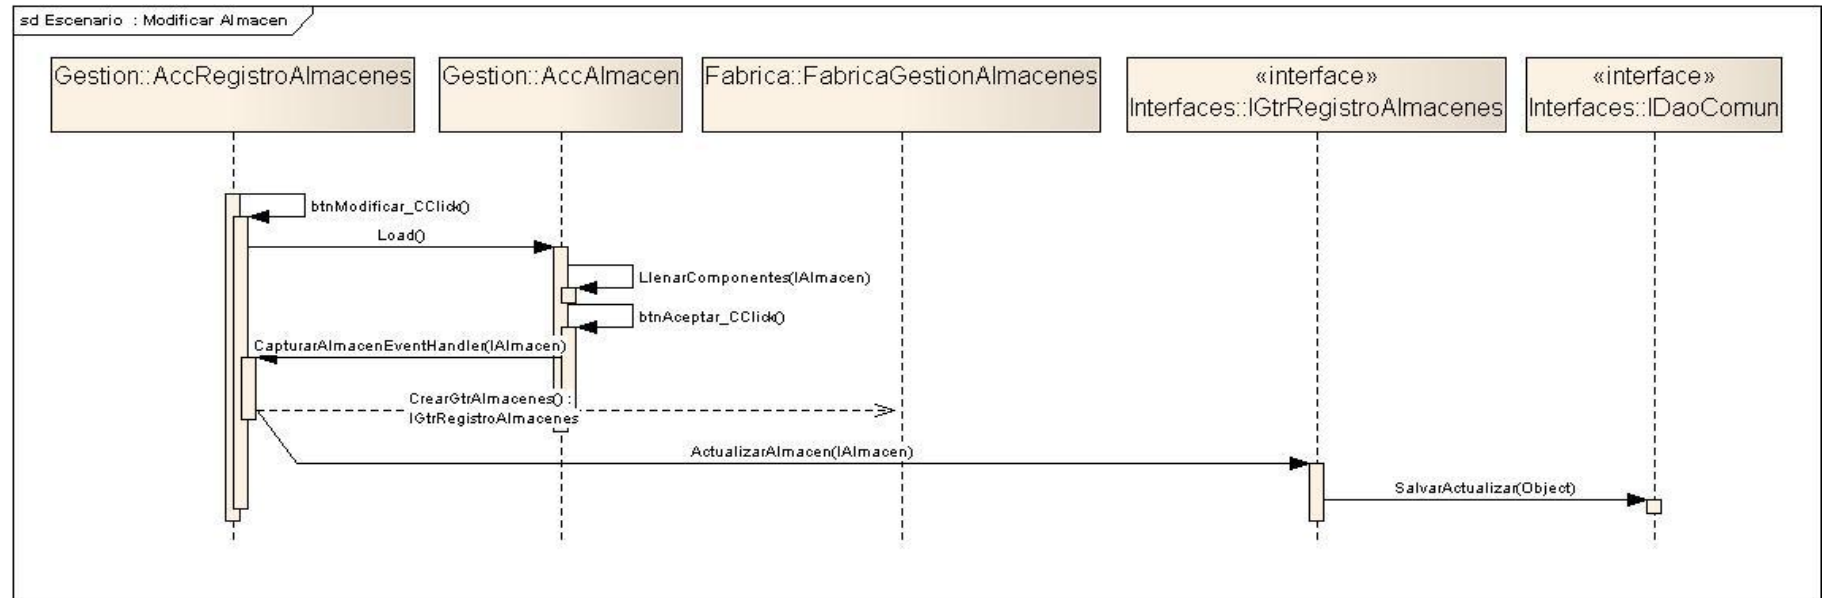 sd Escenario : Modificar Almacen
Gestion::AccRegistroAlmacenes
Gestion::AccAlmacen
Fabrica::FabricaGestionAlmacenes
«interface»
Interfaces::IGtrRegistroAlmacenes
«interface»
Interfaces::IDaoComun
btnModificar_CClick()
Load()
LlenarComponentes(IAlmacen)
btnAceptar_CClick()
CapturarAlmacenEventHandler(IAlmacen)
CrearGtrAlmacenes() :
IGtrRegistroAlmacenes
ActualizarAlmacen(IAlmacen)
SalvarActualizar(Object)